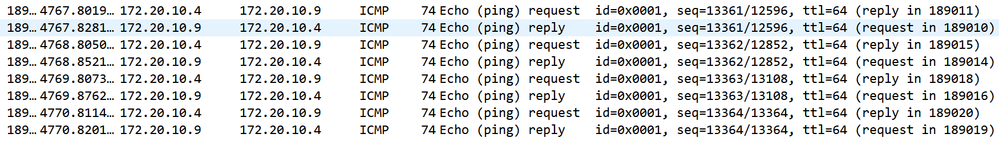 189… 4767.8019… 172.20.10.4 172.20.10.9 ICMP 74 Echo (ping) request id=0x0001, seq=13361/12596, ttl=64 (reply in 189011)
189… 4767.8281… 172.20.10.9 172.20.10.4 ICMP 74 Echo (ping) reply id=0x0001, seq=13361/12596, ttl=64 (request in 189010)
189… 4768.8050… 172.20.10.4 172.20.10.9 ICMP 74 Echo (ping) request id=0x0001, seq=13362/12852, ttl=64 (reply in 189015)
189… 4768.8521… 172.20.10.9 172.20.10.4 ICMP 74 Echo (ping) reply id=0x0001, seq=13362/12852, ttl=64 (request in 189014)
189… 4769.8073… 172.20.10.4 172.20.10.9 ICMP 74 Echo (ping) request id=0x0001, seq=13363/13108, ttl=64 (reply in 189018)
189… 4769.8762… 172.20.10.9 172.20.10.4 ICMP 74 Echo (ping) reply id=0x0001, seq=13363/13108, ttl=64 (request in 189016)
189… 4770.8114… 172.20.10.4 172.20.10.9 ICMP 74 Echo (ping) request id=0x0001, seq=13364/13364, ttl=64 (reply in 189020)
189… 4770.8201… 172.20.10.9 172.20.10.4 ICMP 74 Echo (ping) reply id=0x0001, seq=13364/13364, ttl=64 (request in 189019)